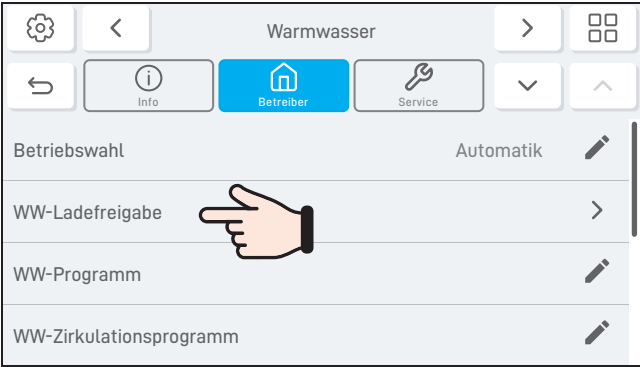 Warmwasser
Info
Betreiber
Service
Betriebswahl Automatik
WW-Ladefreigabe
WW-Programm
WW-Zirkulationsprogramm